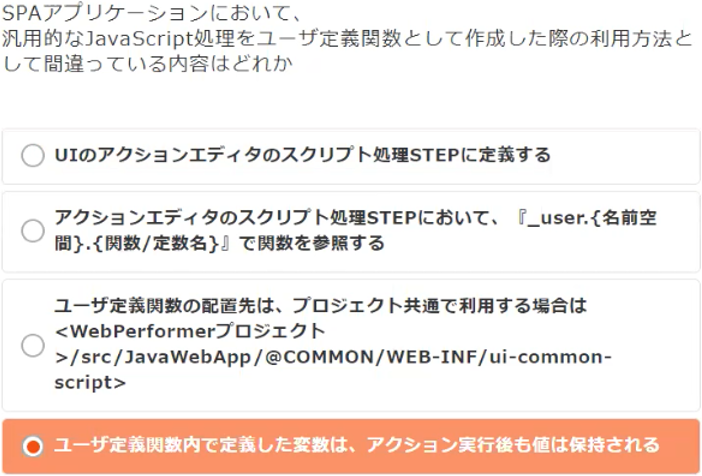 SPAアプリケーションにおいて、
汎用的なJavaScript処理をユーザ定義関数として作成した際の利用方法と
して間違っている内容はどれか
UIのアクションエディタのスクリプト処理STEPに定義する
アクションエディタのスクリプト処理STEPにおいて、『_user.{名前空
間}.{関数/定数名}』で関数を参照する
ユーザ定義関数の配置先は、プロジェクト共通で利用する場合は
<WebPerformerプロジェクト
>/src/JavaWebApp/@COMMON/WEB-INF/ui-common-
script>
ユーザ定義関数内で定義した変数は、アクション実行後も値は保持される